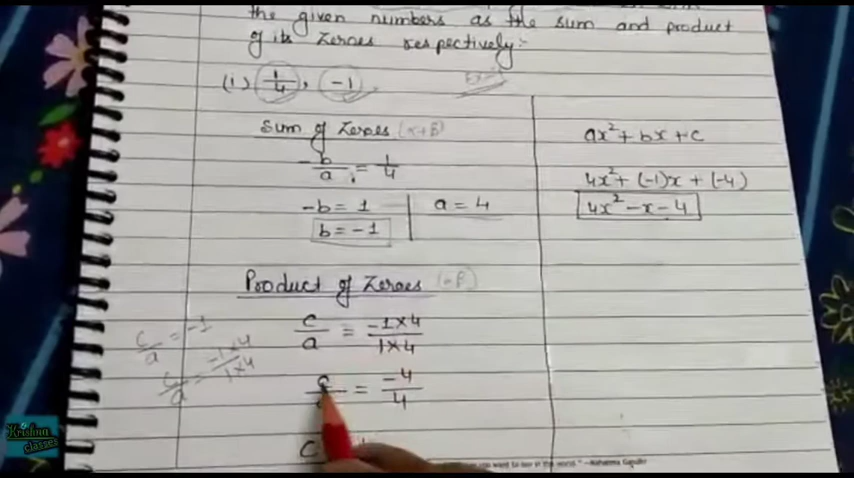 the given numbers as the sum and product
of its zeroes respectively:-
(i) 1/4, -1
Sum of Zeroes (α+β)
-b/a = 1/4
-b = 1
a = 4
b = -1
ax² + bx + c
4x² + (-1)x + (-4)
4x² - x - 4
Product of Zeroes
c/a = -1×4/1×4
c/a = -1
c/a = -1×4/1×4
= -4/4
C
Krishna
classes